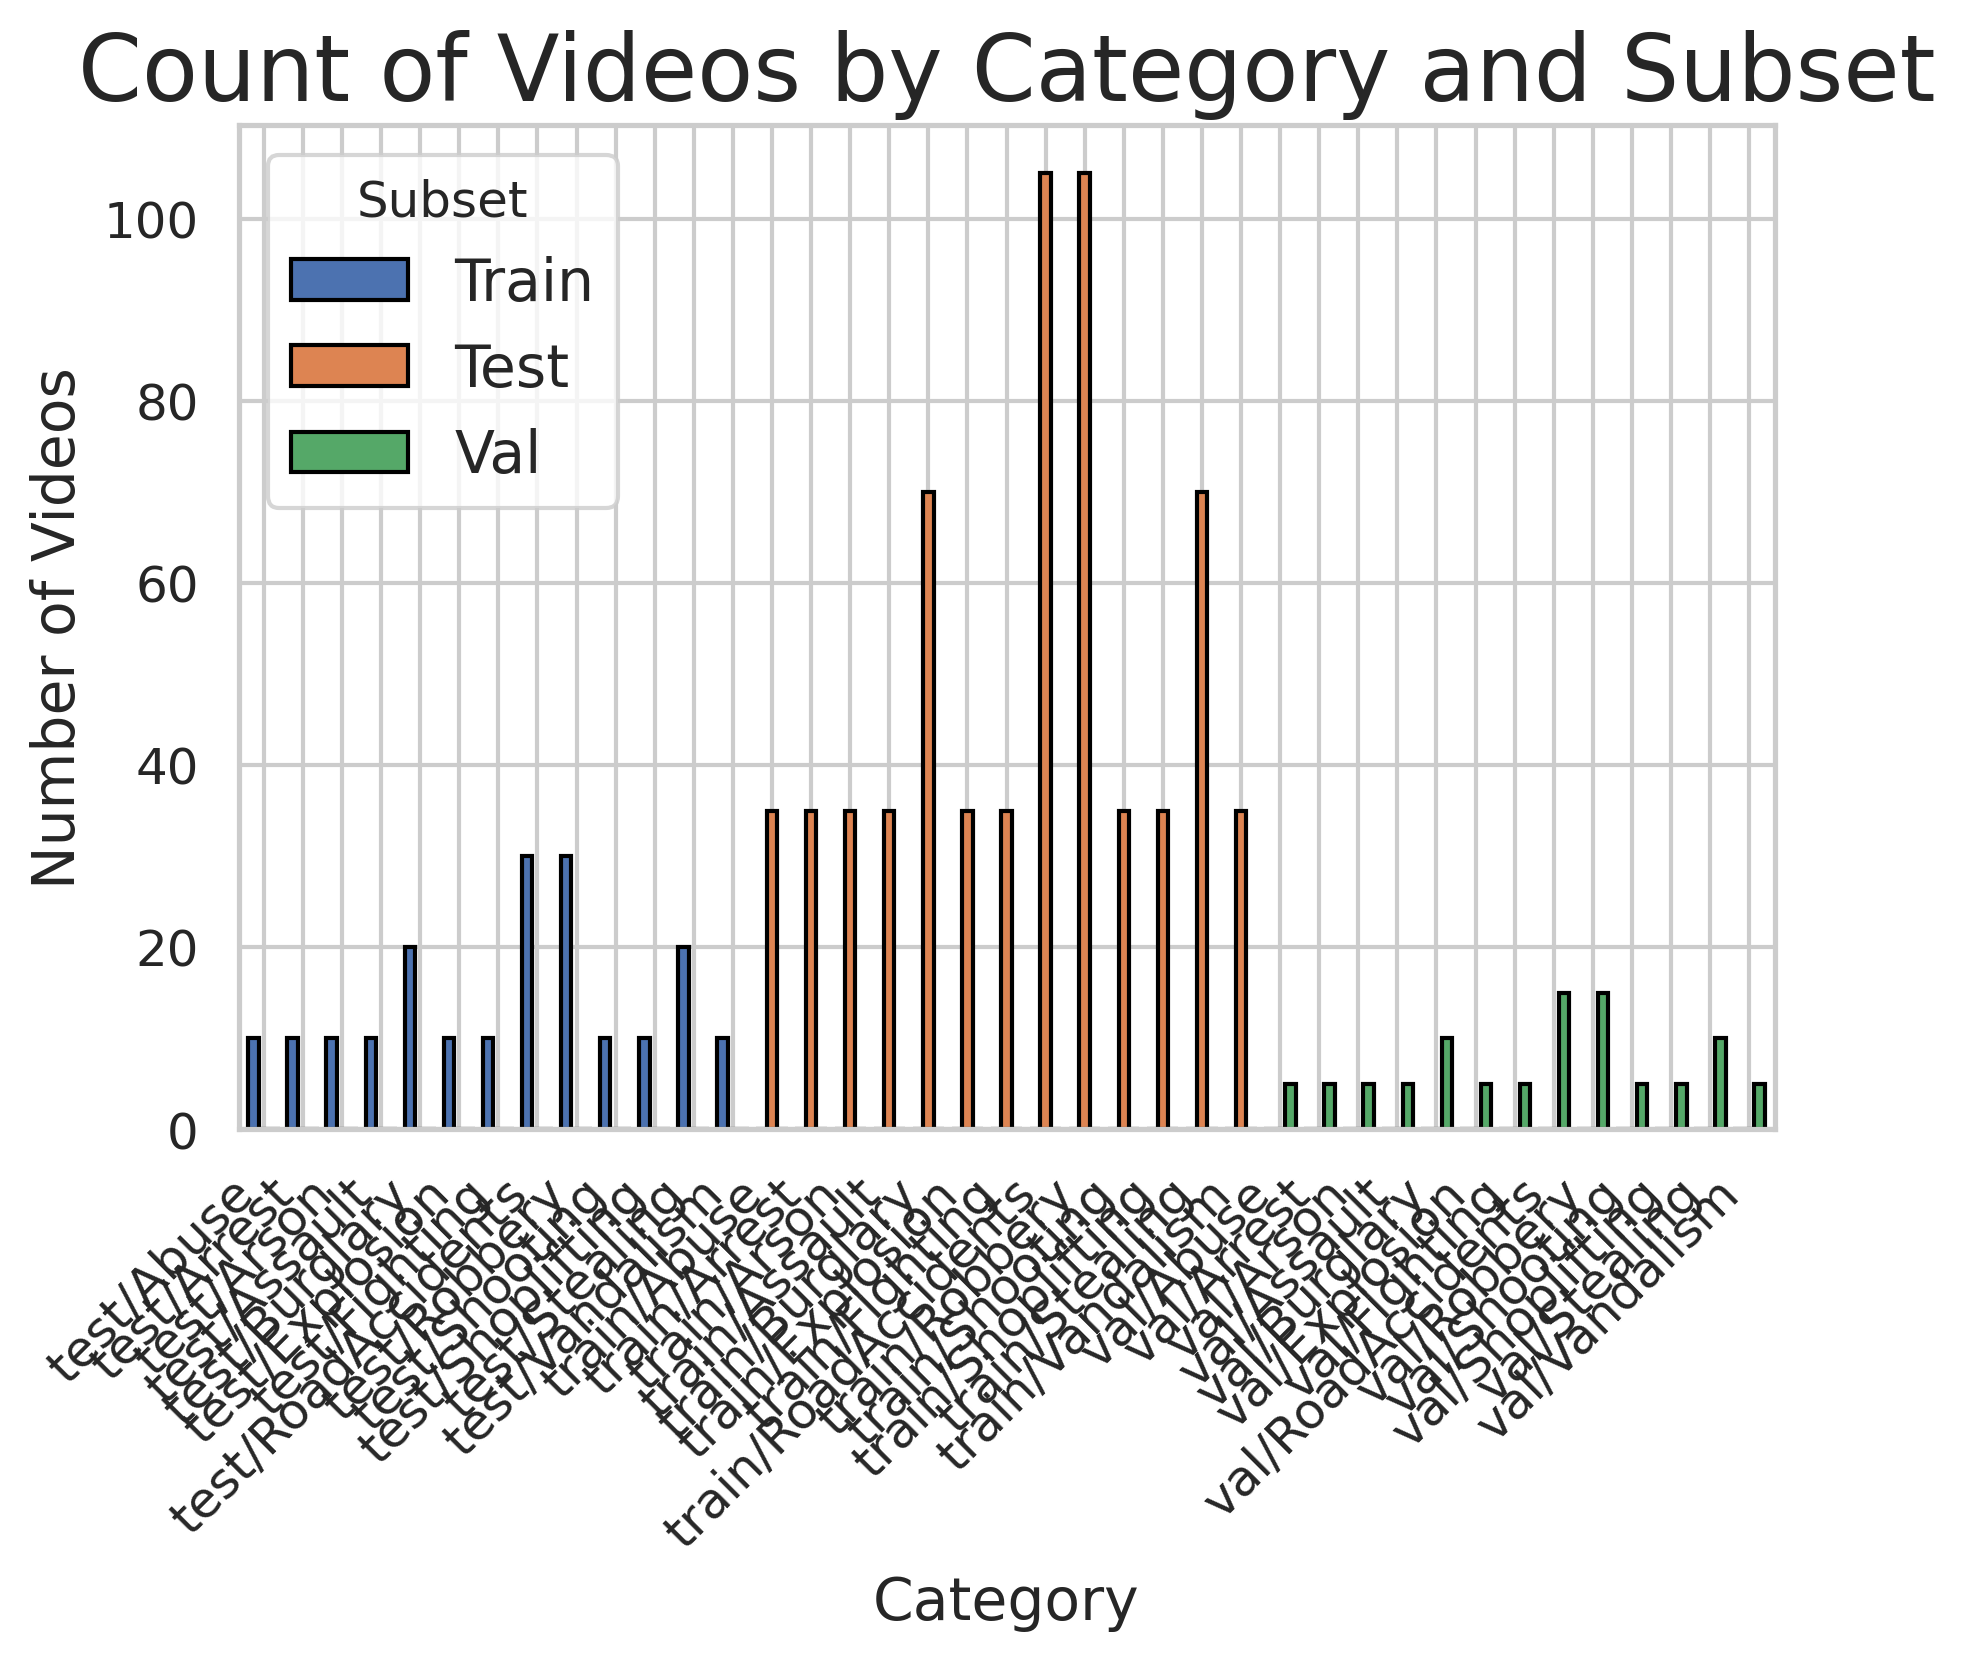 Count of Videos by Category and Subset
Subset
Train
Test
Val
Number of Videos
100
80
60
40
20
0
test/Abuse
test/Arrest
test/Arson
test/Assault
test/Burglary
test/Explosion
test/Fighting
test/RoadAccidents
test/Robbery
test/Shooting
test/Shoplifting
test/Stealing
test/Vandalism
train/Abuse
train/Arrest
train/Arson
train/Assault
train/Burglary
train/Explosion
train/Fighting
train/RoadAccidents
train/Robbery
train/Shooting
train/Shoplifting
train/Stealing
train/Vandalism
val/Abuse
val/Arrest
val/Arson
val/Assault
val/Burglary
val/Explosion
val/Fighting
val/RoadAccidents
val/Robbery
val/Shooting
val/Shoplifting
val/Stealing
val/Vandalism
Category